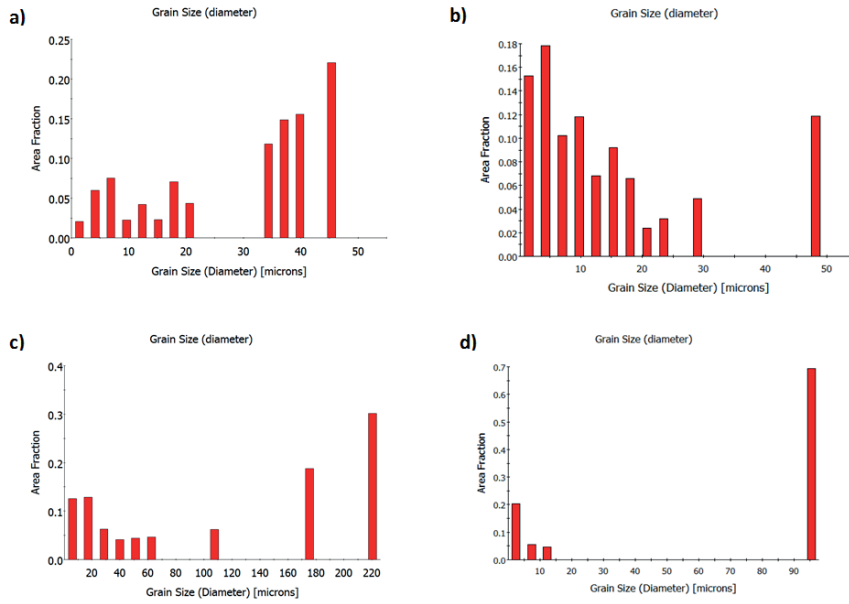 a)
Grain Size (diameter)
0.25
0.20
0.15
0.10
0.05
0.00
Area Fraction
0 10 20 30 40 50
Grain Size (Diameter) [microns]
b)
Grain Size (diameter)
0.18
0.16
0.14
0.12
0.10
0.08
0.06
0.04
0.02
0.00
Area Fraction
10 20 30 40 50
Grain Size (Diameter) [microns]
c)
Grain Size (diameter)
0.4
0.3
0.2
0.1
0.0
Area Fraction
20 40 60 80 100 120 140 160 180 200 220
Grain Size (Diameter) [microns]
d)
Grain Size (diameter)
0.7
0.6
0.5
0.4
0.3
0.2
0.1
0.0
Area Fraction
10 20 30 40 50 60 70 80 90
Grain Size (Diameter) [microns]